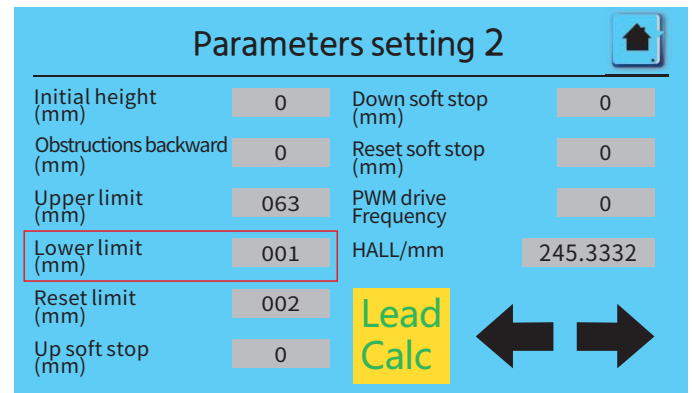 Parameters setting 2
Initial height
(mm)
0
Obstructions backward
(mm)
0
Upper limit
(mm)
063
Lower limit
(mm)
001
Reset limit
(mm)
002
Up soft stop
(mm)
0
Down soft stop
(mm)
0
Reset soft stop
(mm)
0
PWM drive
Frequency
0
HALL/mm
245.3332
Lead
Calc